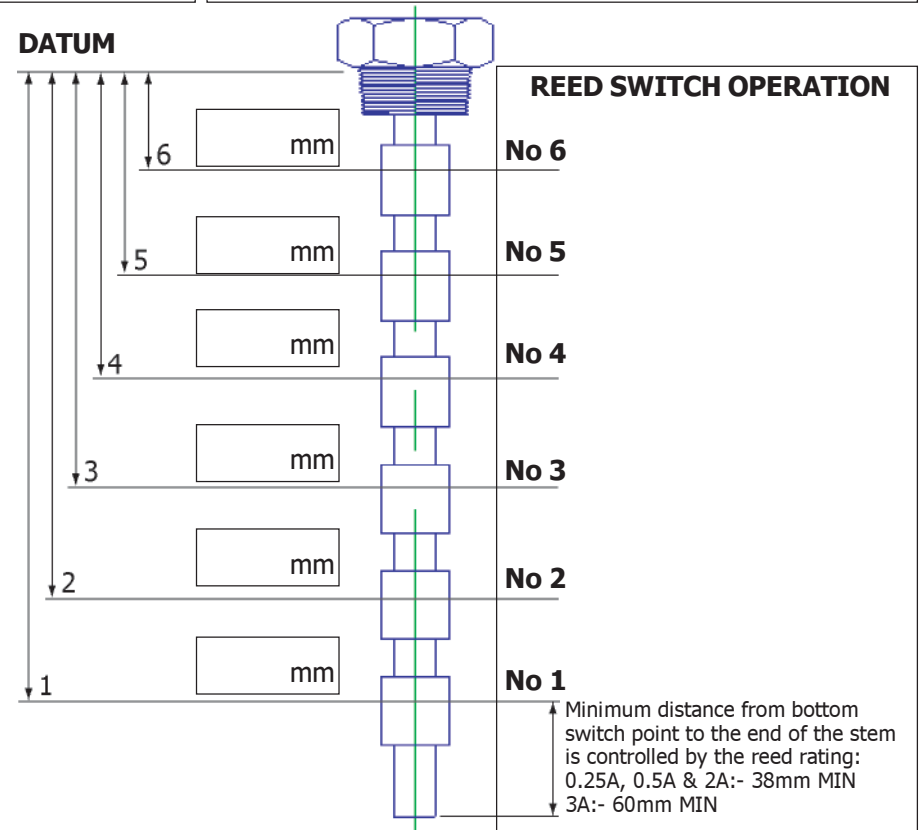 DATUM
REED SWITCH OPERATION
mm
6
No 6
mm
5
No 5
mm
4
No 4
mm
3
No 3
mm
2
No 2
mm
1
No 1
Minimum distance from bottom
switch point to the end of the stem
is controlled by the reed rating:
0.25A, 0.5A & 2A:- 38mm MIN
3A:- 60mm MIN